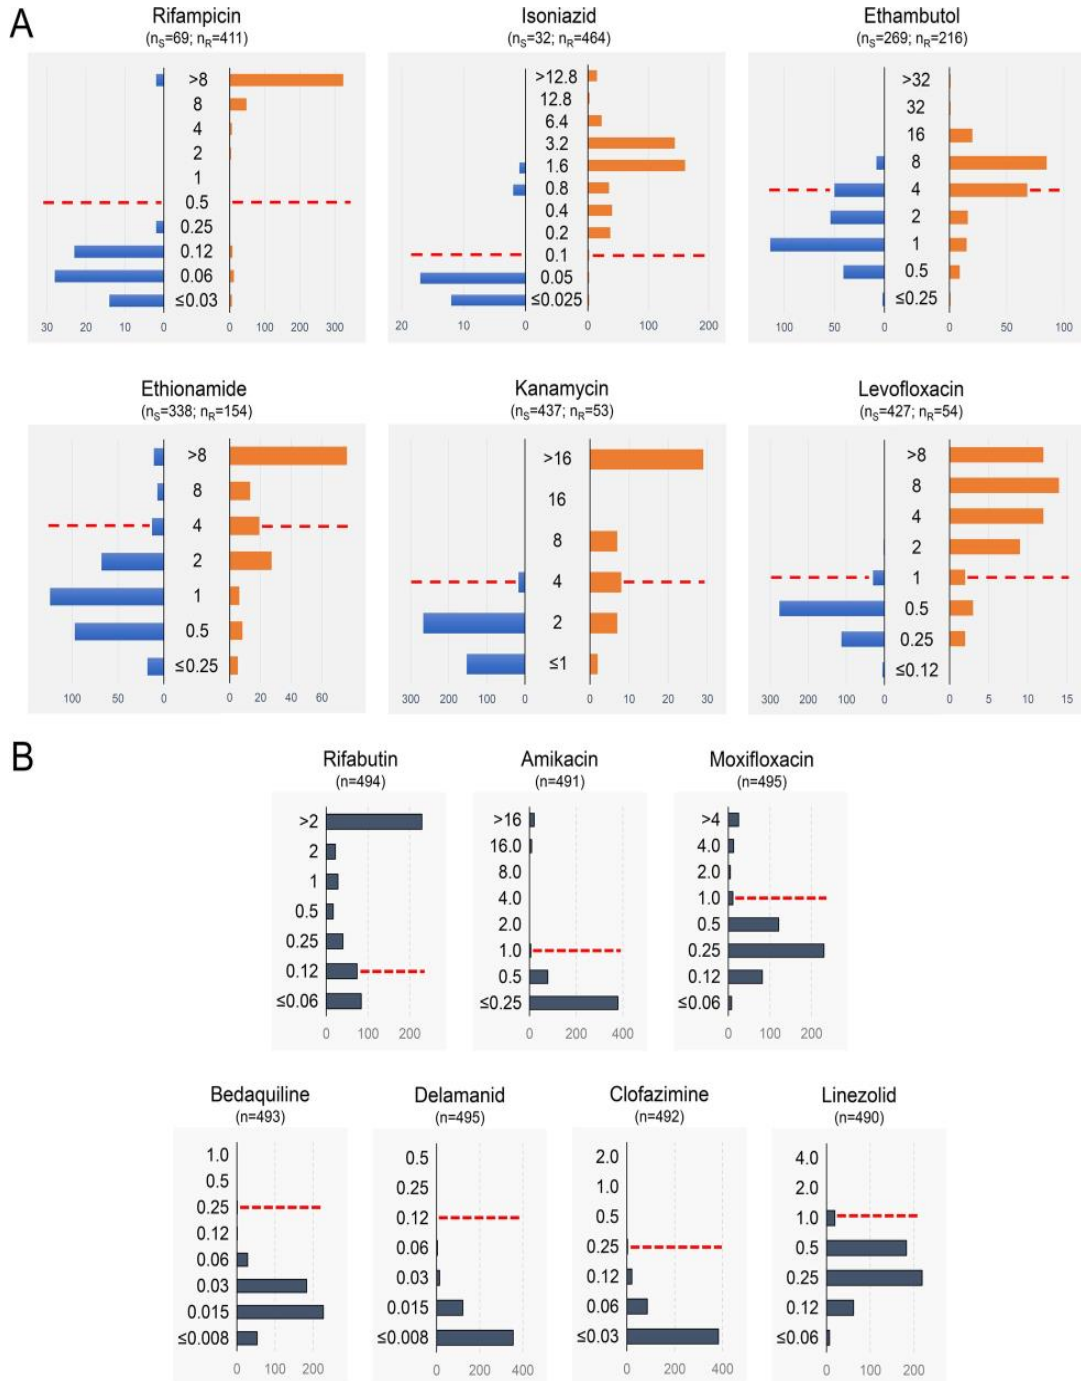 A
Rifampicin
(nS=69; nR=411)
>8
8
4
2
1
0.5
0.25
0.12
0.06
≤0.03
30 20 10 0 0 100 200 300
Isoniazid
(nS=32; nR=464)
>12.8
12.8
6.4
3.2
1.6
0.8
0.4
0.2
0.1
0.05
≤0.025
20 10 0 0 100 200
Ethambutol
(nS=269; nR=216)
>32
32
16
8
4
2
1
0.5
≤0.25
100 50 0 0 50 100
Ethionamide
(nS=338; nR=154)
>8
8
4
2
1
0.5
≤0.25
100 50 0 0 20 40 60
Kanamycin
(nS=437; nR=53)
>16
16
8
4
2
≤1
300 200 100 0 0 10 20 30
Levofloxacin
(nS=427; nR=54)
>8
8
4
2
1
0.5
0.25
≤0.12
300 200 100 0 0 5 10 15
B
Rifabutin
(n=494)
>2
2
1
0.5
0.25
0.12
≤0.06
0 100 200
Amikacin
(n=491)
>16
16.0
8.0
4.0
2.0
1.0
0.5
≤0.25
0 200 400
Moxifloxacin
(n=495)
>4
4.0
2.0
1.0
0.5
0.25
0.12
≤0.06
0 100 200
Bedaquiline
(n=493)
1.0
0.5
0.25
0.12
0.06
0.03
0.015
≤0.008
0 100 200
Delamanid
(n=495)
0.5
0.25
0.12
0.06
0.03
0.015
≤0.008
0 200 400
Clofazimine
(n=492)
2.0
1.0
0.5
0.25
0.12
0.06
≤0.03
0 200 400
Linezolid
(n=490)
4.0
2.0
1.0
0.5
0.25
0.12
≤0.06
0 100 200